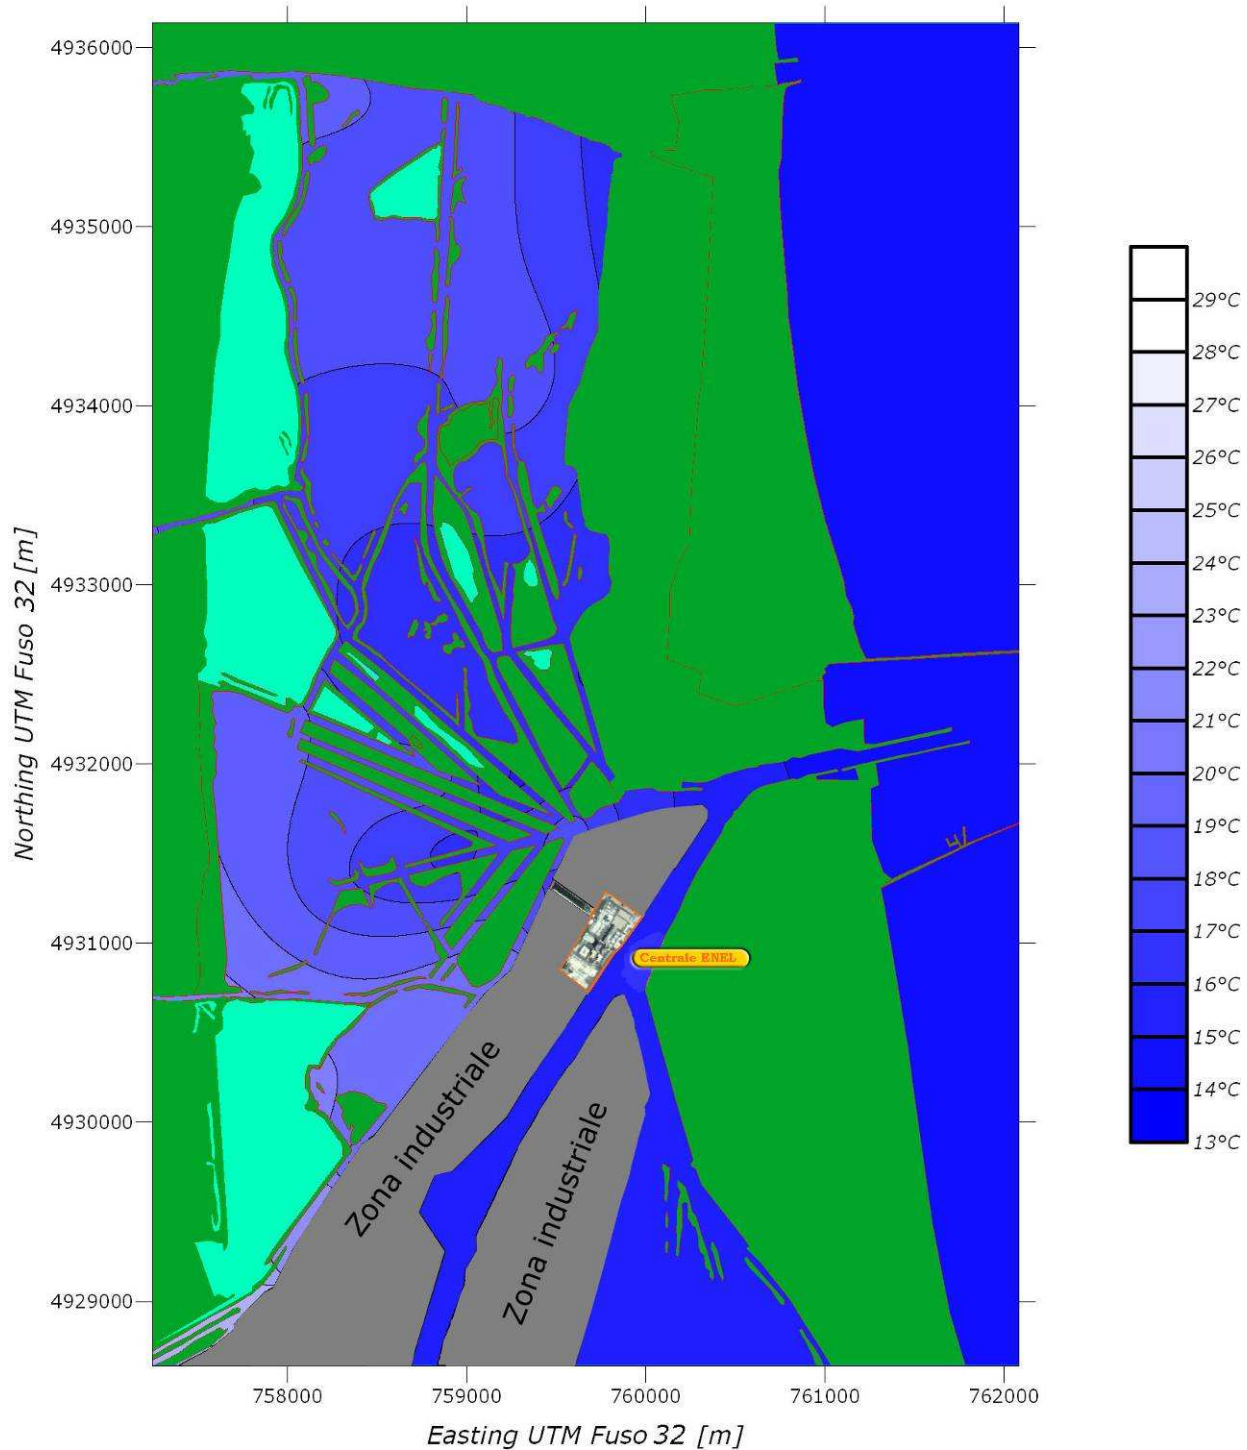 4936000
4935000
4934000
4933000
4932000
4931000
4930000
4929000
Northing UTM Fuso 32 [m]
758000
759000
760000
761000
762000
Easting UTM Fuso 32 [m]
Centrale ENEL
Zona industriale
Zona industriale
29°C
28°C
27°C
26°C
25°C
24°C
23°C
22°C
21°C
20°C
19°C
18°C
17°C
16°C
15°C
14°C
13°C